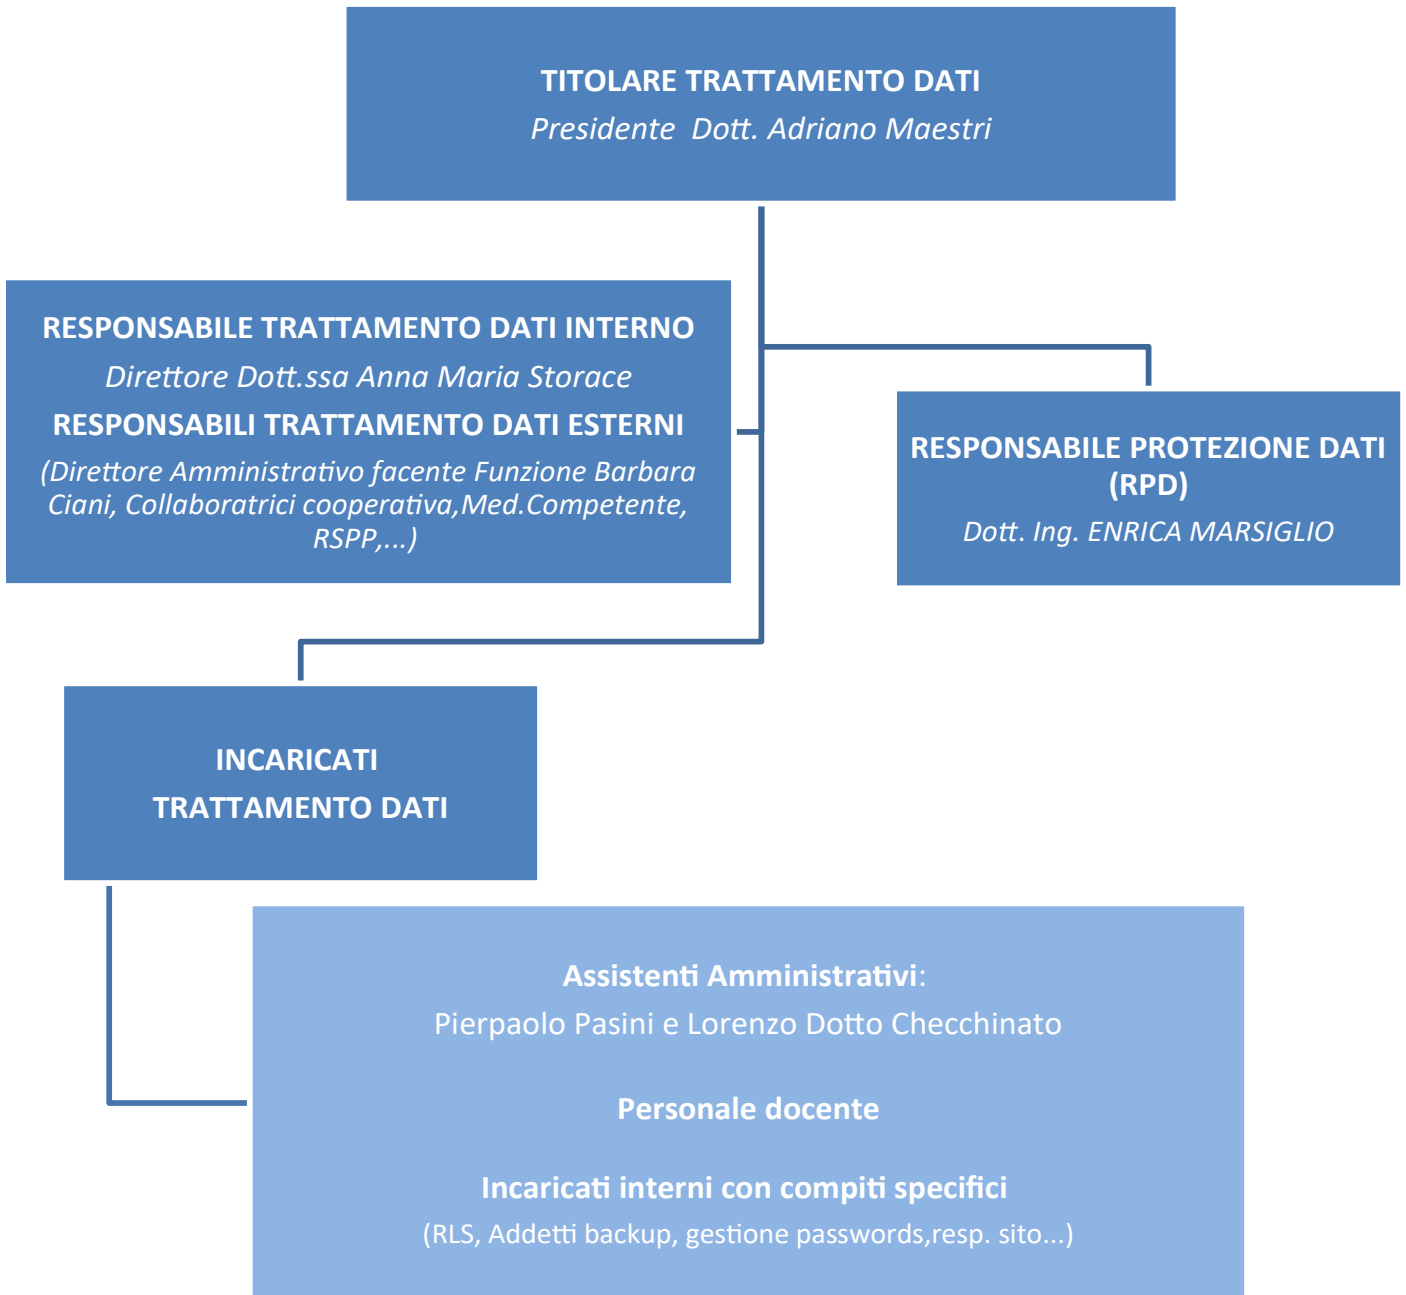 TITOLARE TRATTAMENTO DATI
Presidente Dott. Adriano Maestri
RESPONSABILE TRATTAMENTO DATI INTERNO
Direttore Dott.ssa Anna Maria Storace
RESPONSABILI TRATTAMENTO DATI ESTERNI
(Direttore Amministrativo facente Funzione Barbara
Ciani, Collaboratrici cooperativa,Med.Competente,
RSPP,...)
RESPONSABILE PROTEZIONE DATI
(RPD)
Dott. Ing. ENRICA MARSIGLIO
INCARICATI
TRATTAMENTO DATI
Assistenti Amministrativi:
Pierpaolo Pasini e Lorenzo Dotto Checchinato
Personale docente
Incaricati interni con compiti specifici
(RLS, Addetti backup, gestione passwords,resp. sito...)